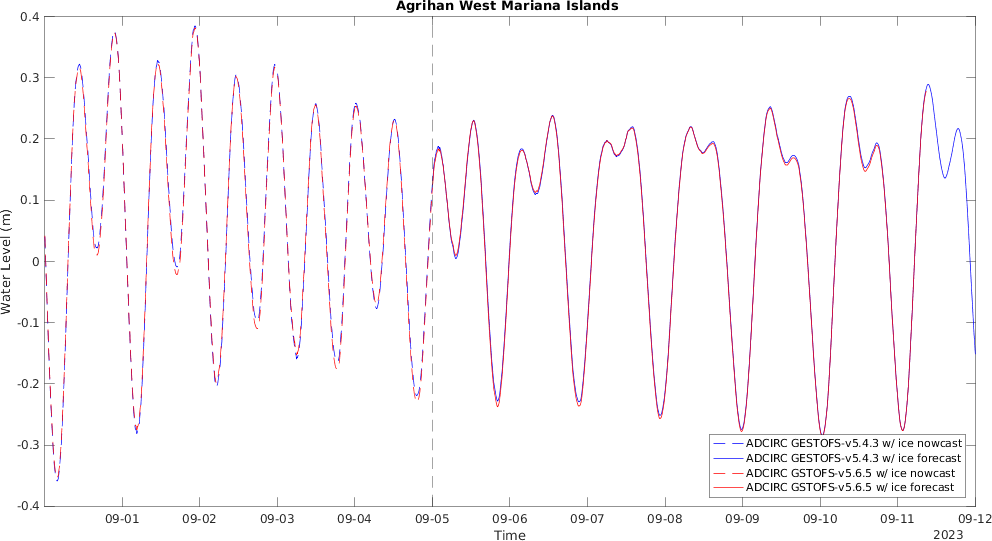 Agrihan West Mariana Islands
0.4
0.3
0.2
0.1
0
-0.1
-0.2
-0.3
-0.4
Water Level (m)
ADCIRC GESTOFS-v5.4.3 w/ ice nowcast
ADCIRC GESTOFS-v5.4.3 w/ ice forecast
ADCIRC GSTOFS-v5.6.5 w/ ice nowcast
ADCIRC GSTOFS-v5.6.5 w/ ice forecast
09-01 09-02 09-03 09-04 09-05 09-06 09-07 09-08 09-09 09-10 09-11 09-12
Time
2023